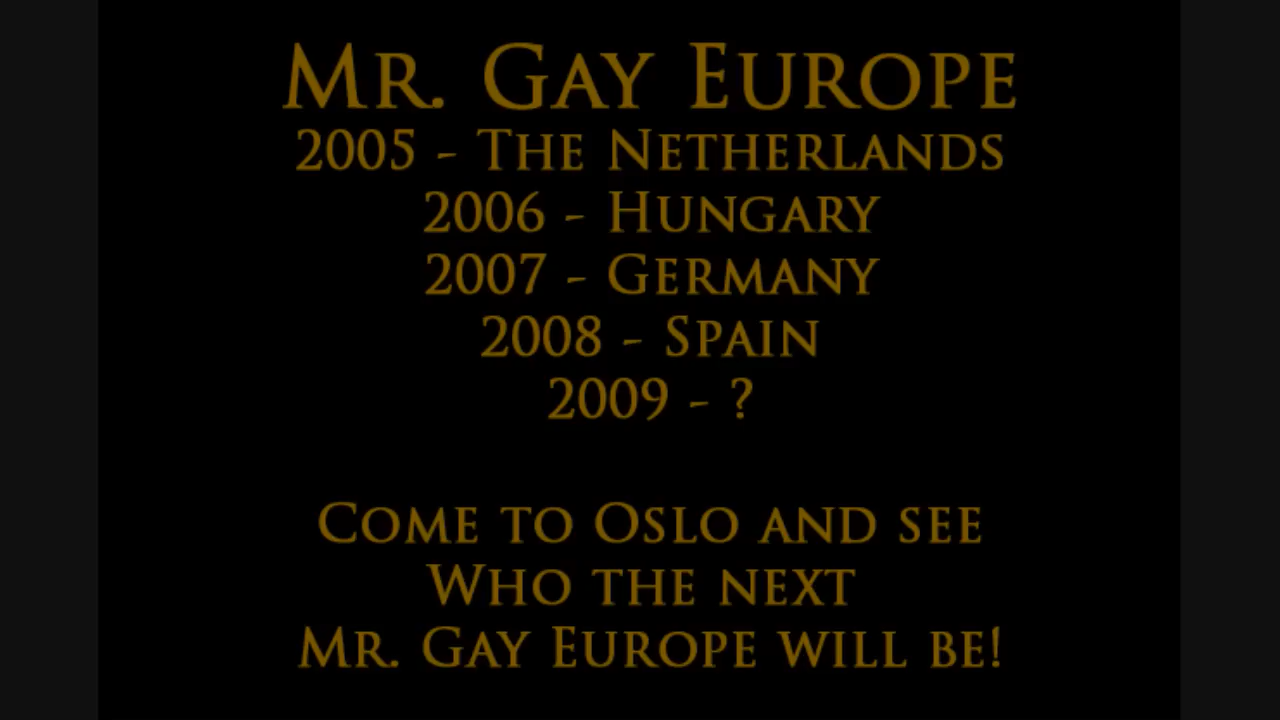 Mr. Gay Europe
2005 - The Netherlands
2006 - Hungary
2007 - Germany
2008 - Spain
2009 - ?
Come to Oslo and see
Who the next
Mr. Gay Europe will be!